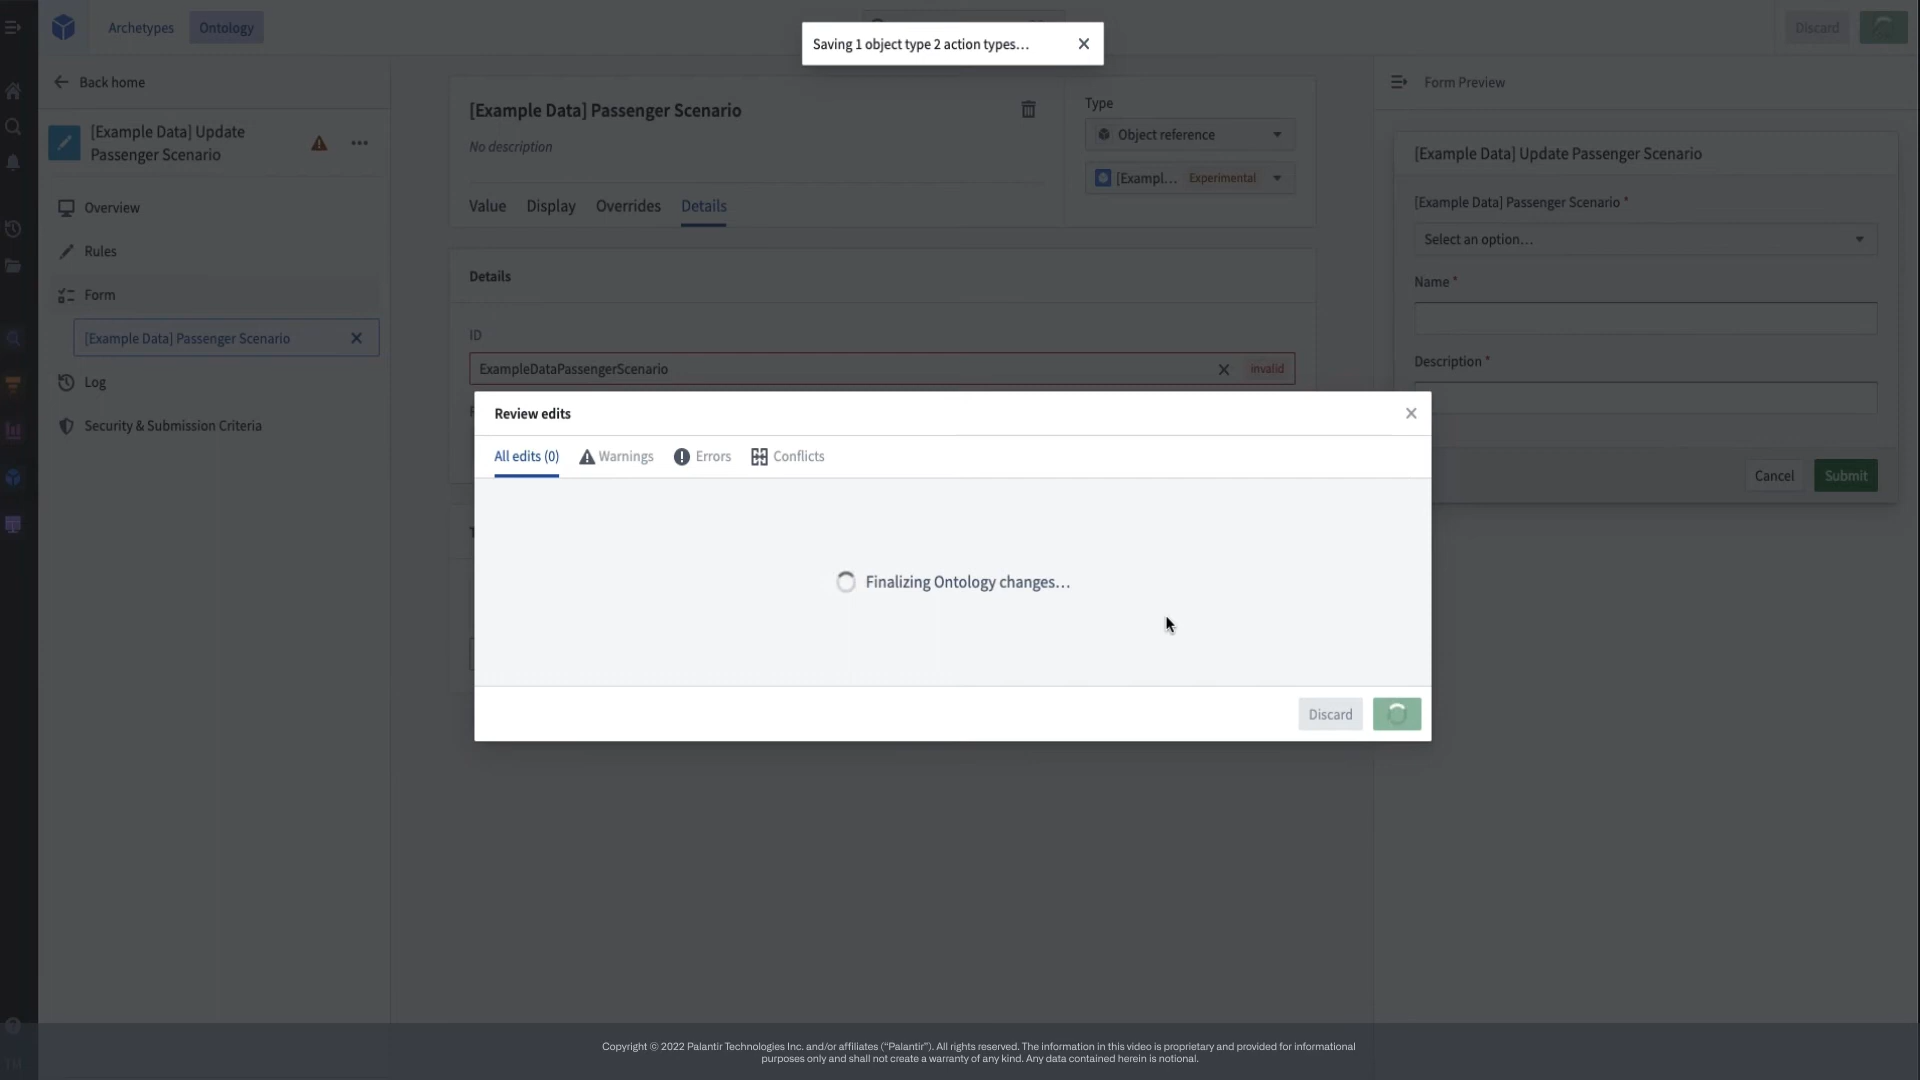 Archetypes
Ontology
Saving 1 object type 2 action types...
Discard
Back home
[Example Data] Update
Passenger Scenario
Overview
Rules
Form
[Example Data] Passenger Scenario
Log
Security & Submission Criteria
[Example Data] Passenger Scenario
No description
Type
Object reference
[Exampl... Experimental
Value Display Overrides Details
Details
ID
ExampleDataPassengerScenario
invalid
Review edits
All edits (0) Warnings Errors Conflicts
Finalizing Ontology changes...
Discard
Form Preview
[Example Data] Update Passenger Scenario
[Example Data] Passenger Scenario *
Select an option...
Name *
Description *
Cancel Submit
Copyright © 2022 Palantir Technologies Inc. and/or affiliates (“Palantir”). All rights reserved. The information in this video is proprietary and provided for informational
purposes only and shall not create a warranty of any kind. Any data contained herein is notional.